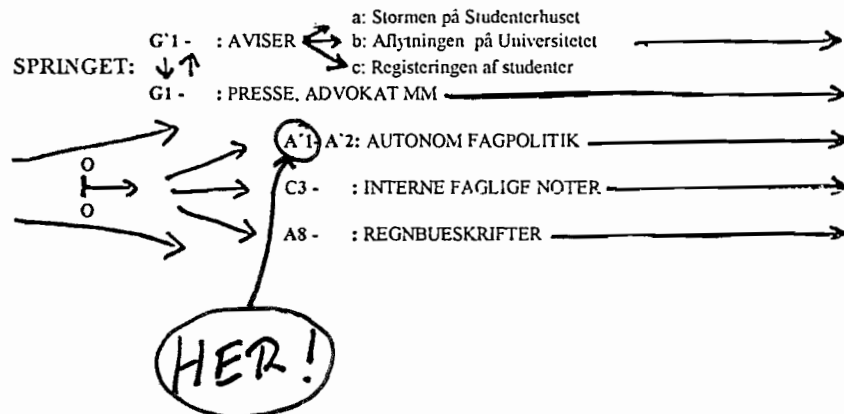 a: Stormen på Studenterhuset
G`1 - : AVISER b: Aflytningen på Universitetet
SPRINGET: c: Registeringen af studenter
G1 - : PRESSE, ADVOKAT MM
A`1- A`2: AUTONOM FAGPOLITIK
O
C3 - : INTERNE FAGLIGE NOTER
O
A8 - : REGNBUESKRIFTER
HER!